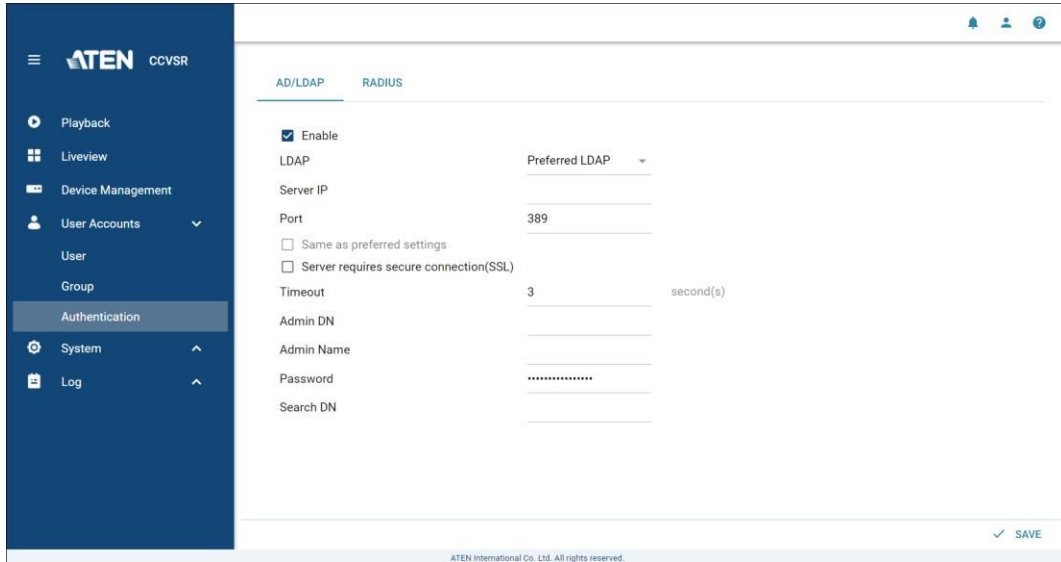 ATEN CCVSR
Playback
Liveview
Device Management
User Accounts
User
Group
Authentication
System
Log
AD/LDAP RADIUS
Enable
LDAP Preferred LDAP
Server IP
Port 389
Same as preferred settings
Server requires secure connection(SSL)
Timeout 3 second(s)
Admin DN
Admin Name
Password ••••••••••••••••
Search DN
SAVE
ATEN International Co. Ltd. All rights reserved.